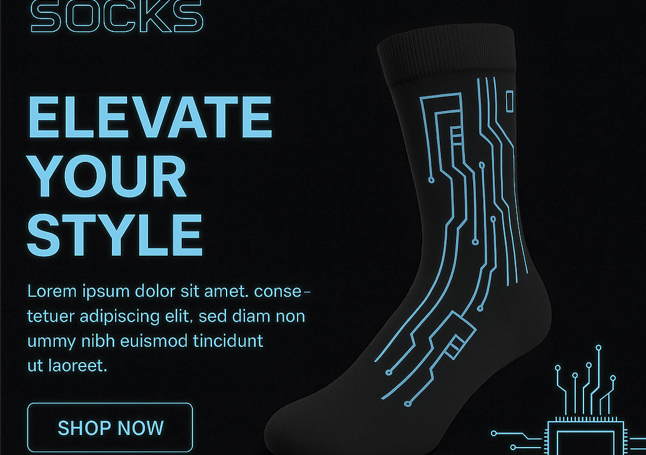 SOCKS
ELEVATE
YOUR
STYLE
Lorem ipsum dolor sit amet. conse-
tetuer adipiscing elit, sed diam non
ummy nibh euismod tincidunt
ut laoreet.
SHOP NOW